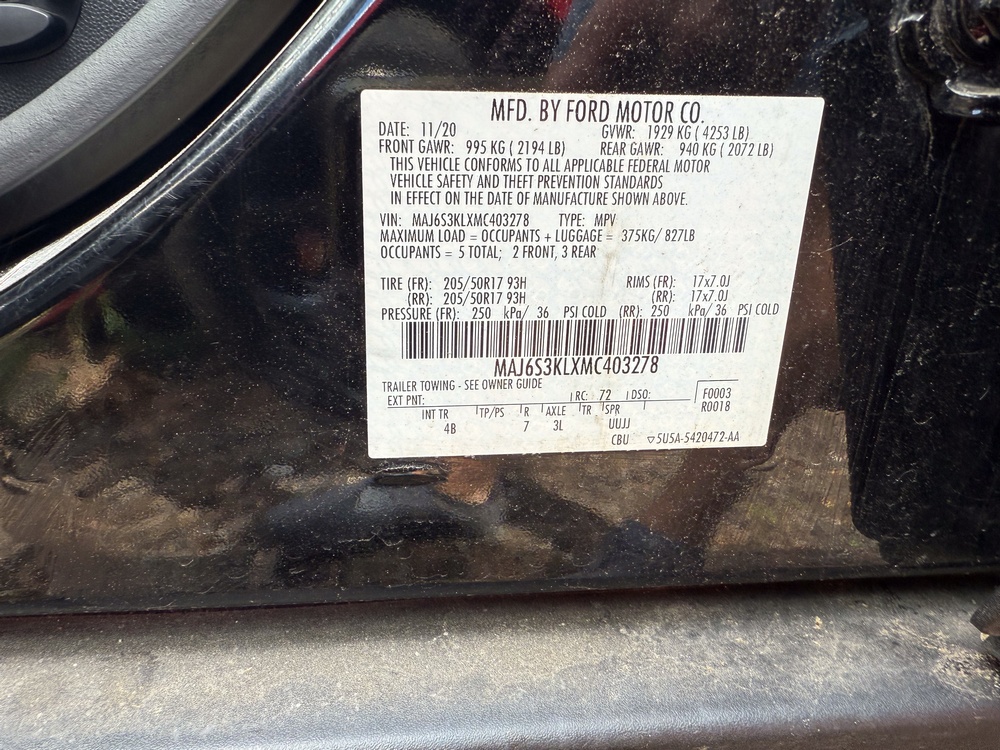 MFD. BY FORD MOTOR CO.
DATE: 11/20 GVWR: 1929 KG ( 4253 LB)
FRONT GAWR: 995 KG ( 2194 LB) REAR GAWR: 940 KG ( 2072 LB)
THIS VEHICLE CONFORMS TO ALL APPLICABLE FEDERAL MOTOR
VEHICLE SAFETY AND THEFT PREVENTION STANDARDS
IN EFFECT ON THE DATE OF MANUFACTURE SHOWN ABOVE.
VIN: MAJ6S3KLXMC403278 TYPE: MPV
MAXIMUM LOAD = OCCUPANTS + LUGGAGE = 375KG/ 827LB
OCCUPANTS = 5 TOTAL; 2 FRONT, 3 REAR
TIRE (FR): 205/50R17 93H RIMS (FR): 17x7.0J
(RR): 205/50R17 93H (RR): 17x7.0J
PRESSURE (FR): 250 kPa/ 36 PSI COLD (RR): 250 kPa/ 36 PSI COLD
MAJ6S3KLXMC403278
TRAILER TOWING - SEE OWNER GUIDE
EXT PNT: RC: 72 DSO: F0003
R0018
INT TR TP/PS R AXLE TR SPR
4B 7 3L UUJJ
CBU 5U5A-5420472-AA